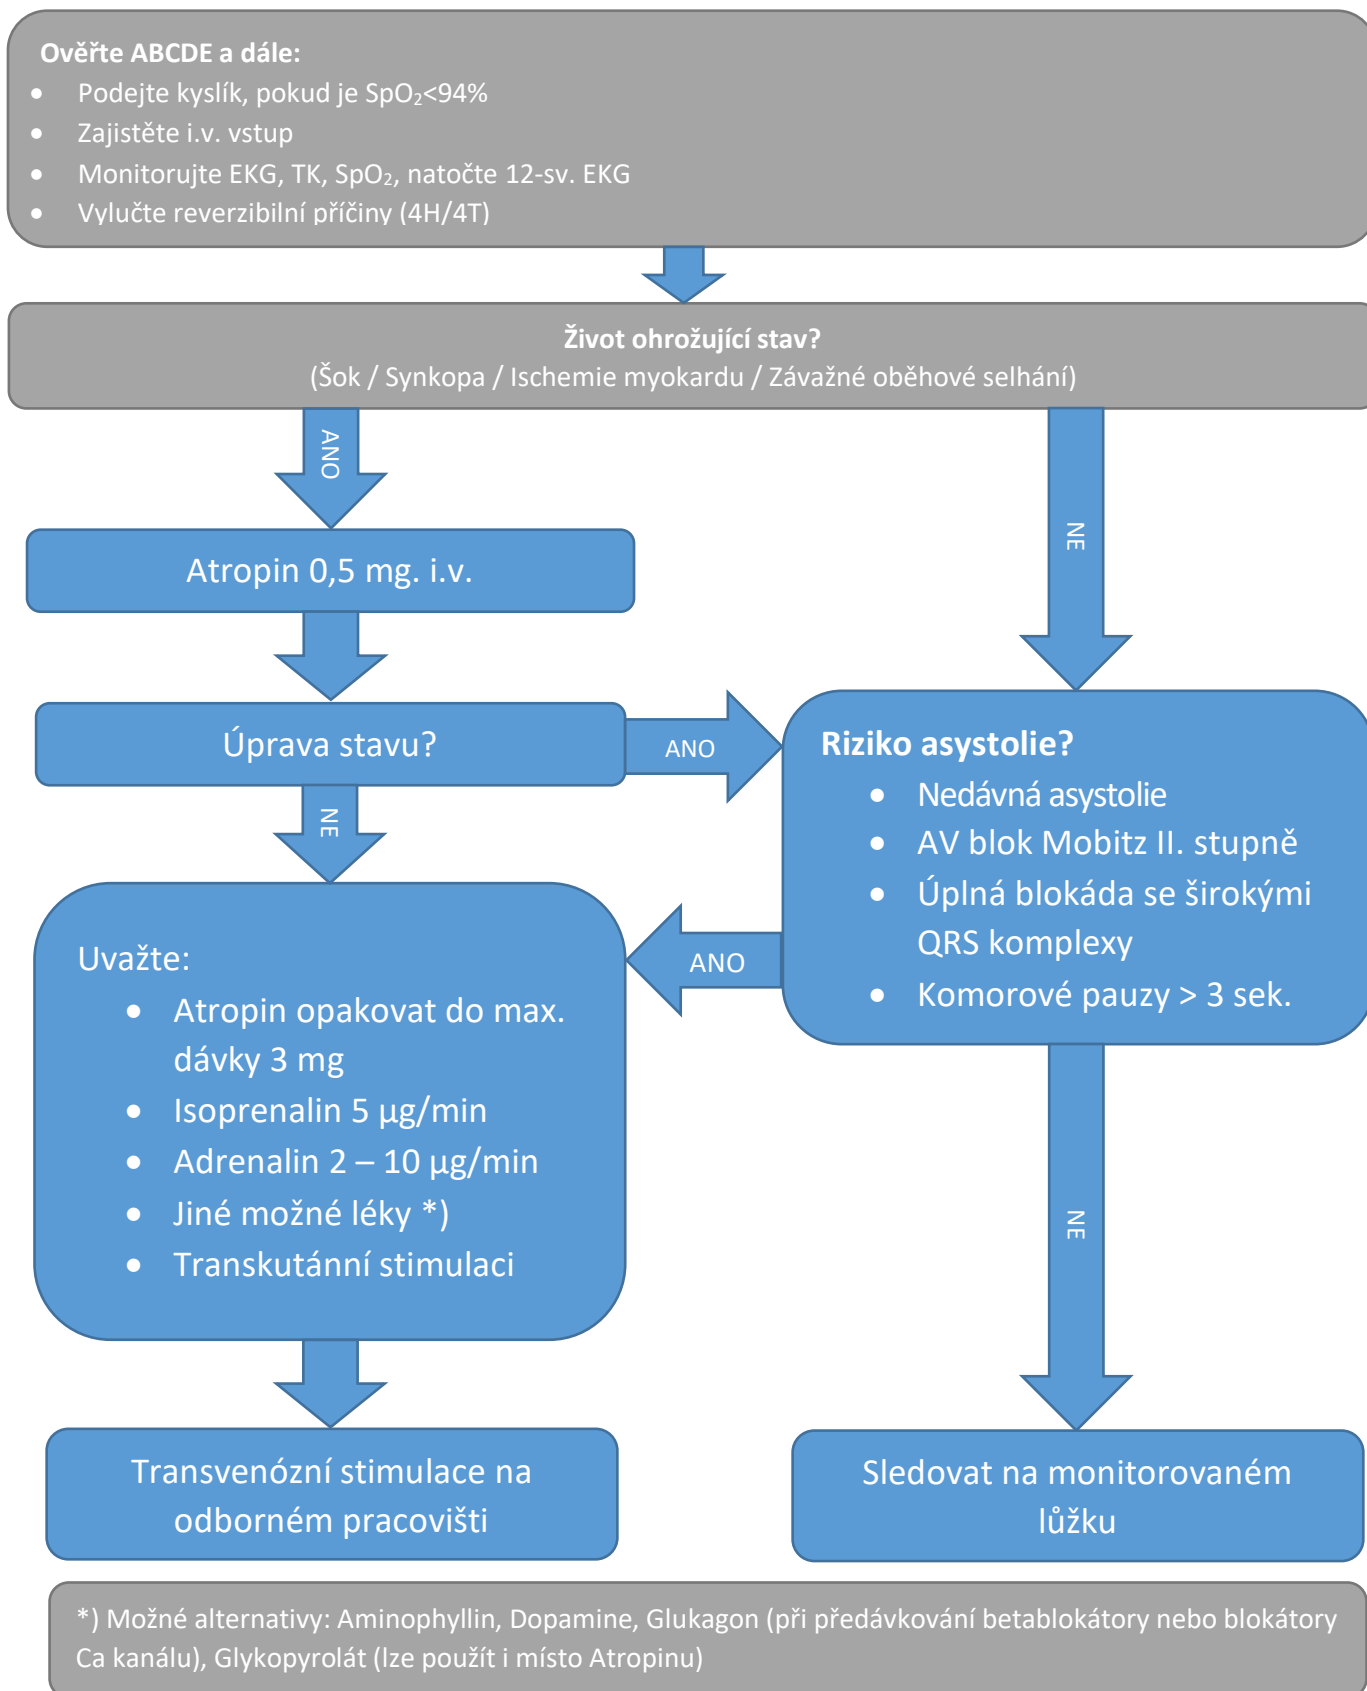 Ověřte ABCDE a dále:
• Podejte kyslík, pokud je SpO₂<94%
• Zajistěte i.v. vstup
• Monitorujte EKG, TK, SpO₂, natočte 12-sv. EKG
• Vylučte reverzibilní příčiny (4H/4T)
Život ohrožující stav?
(Šok / Synkopa / Ischemie myokardu / Závažné oběhové selhání)
ANO
NE
Atropin 0,5 mg. i.v.
Úprava stavu?
ANO
NE
Riziko asystolie?
• Nedávná asystolie
• AV blok Mobitz II. stupně
• Úplná blokáda se širokými
QRS komplexy
• Komorové pauzy > 3 sek.
ANO
NE
Uvažte:
• Atropin opakovat do max.
dávky 3 mg
• Isoprenalin 5 µg/min
• Adrenalin 2 – 10 µg/min
• Jiné možné léky *)
• Transkutánní stimulaci
Transvenózní stimulace na
odborném pracovišti
Sledovat na monitorovaném
lůžku
*) Možné alternativy: Aminophyllin, Dopamine, Glukagon (při předávkování betablokátory nebo blokátory
Ca kanálu), Glykopyrolát (lze použít i místo Atropinu)